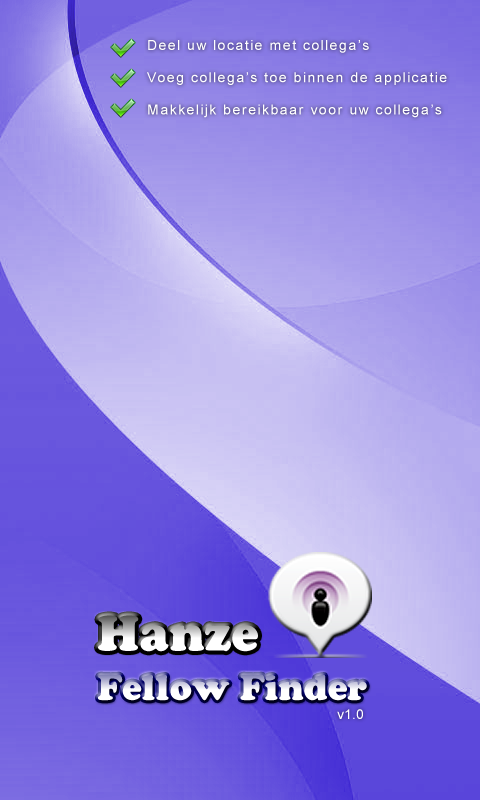 Deel uw locatie met collega's
Voeg collega's toe binnen de applicatie
Makkelijk bereikbaar voor uw collega's
Hanze
Fellow Finder
v1.0